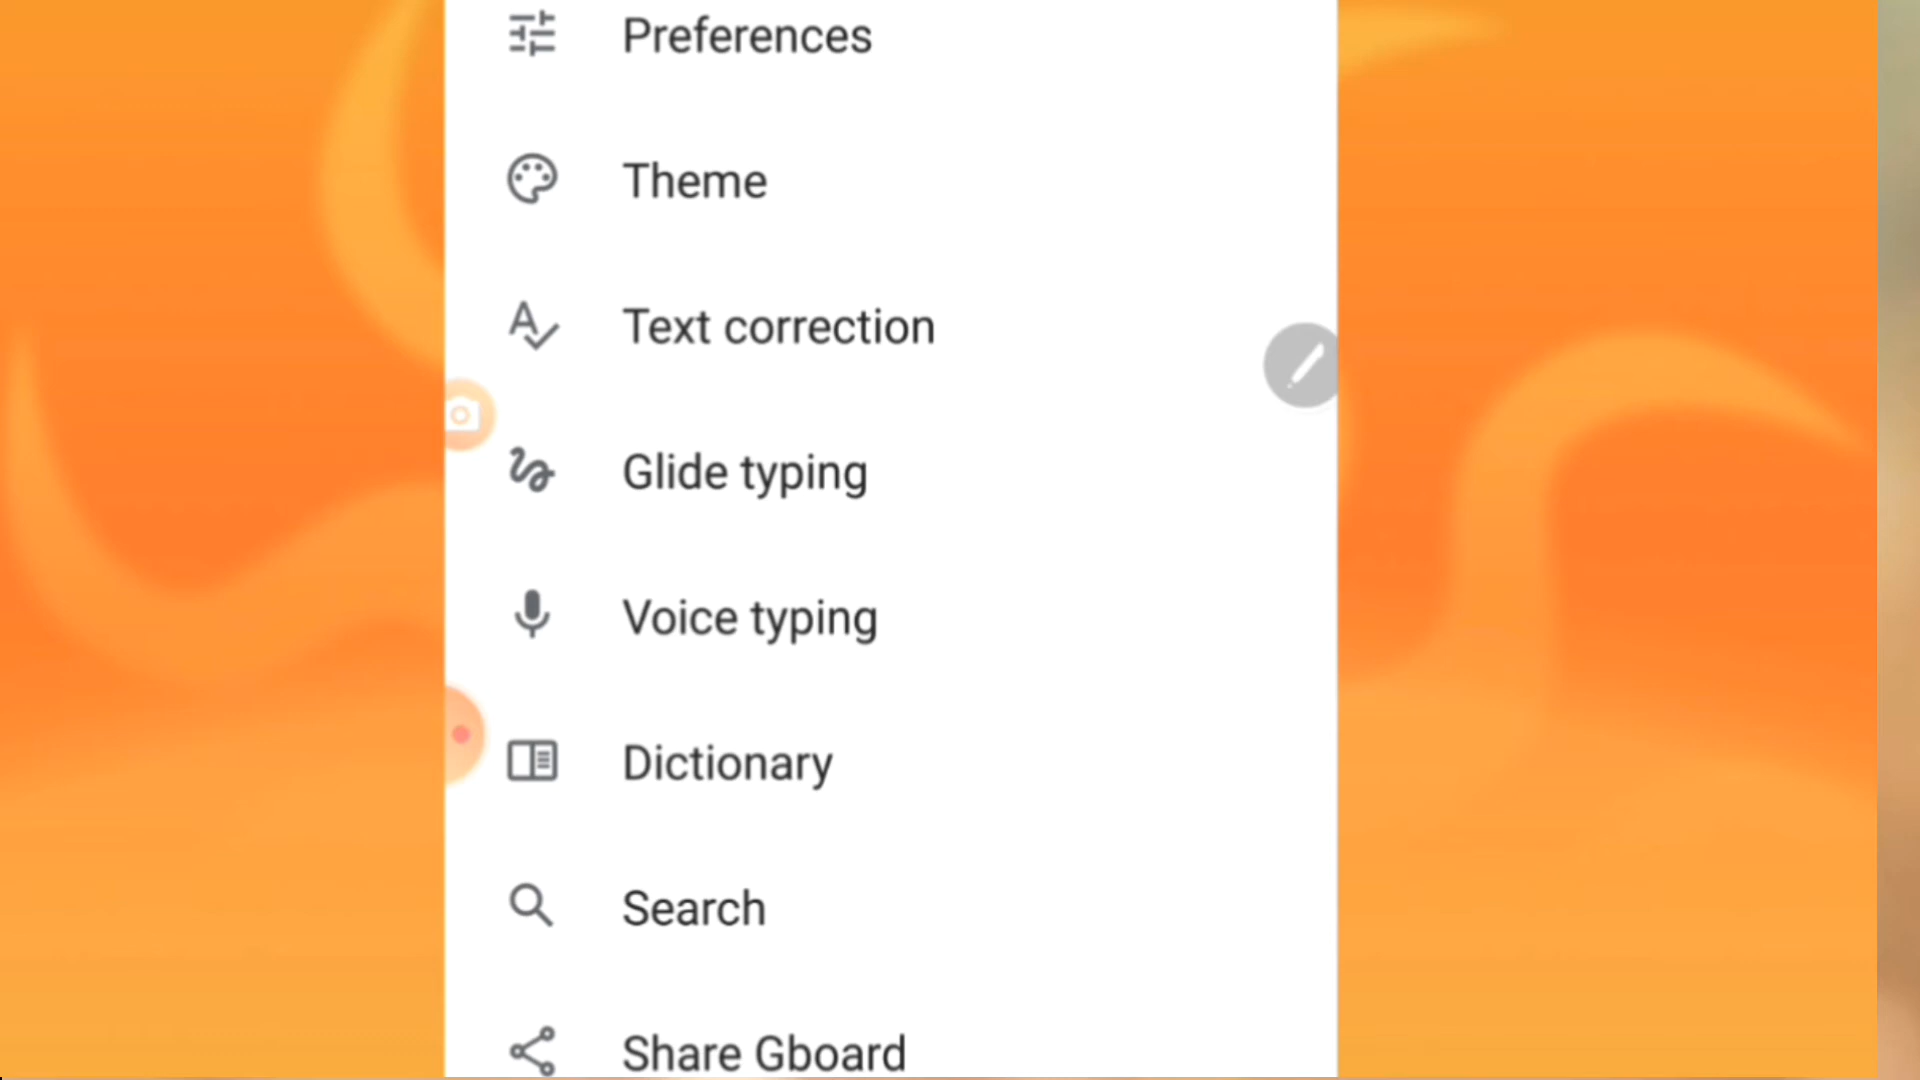 Preferences
Theme
Text correction
Glide typing
Voice typing
Dictionary
Search
Share Gboard